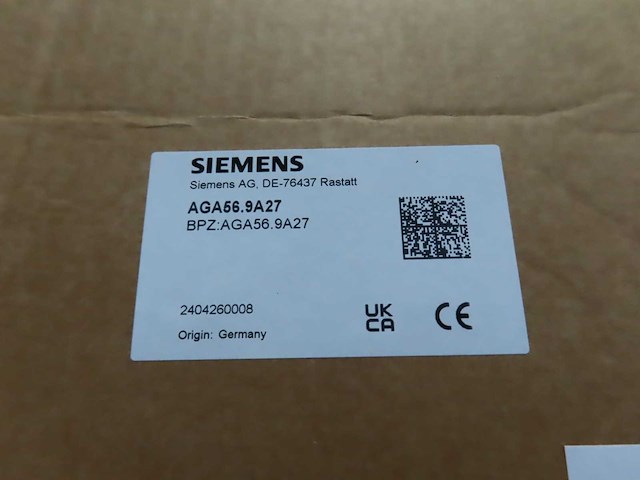 SIEMENS
Siemens AG, DE-76437 Rastatt
AGA56.9A27
BPZ:AGA56.9A27
2404260008
UK
CA
CE
Origin: Germany